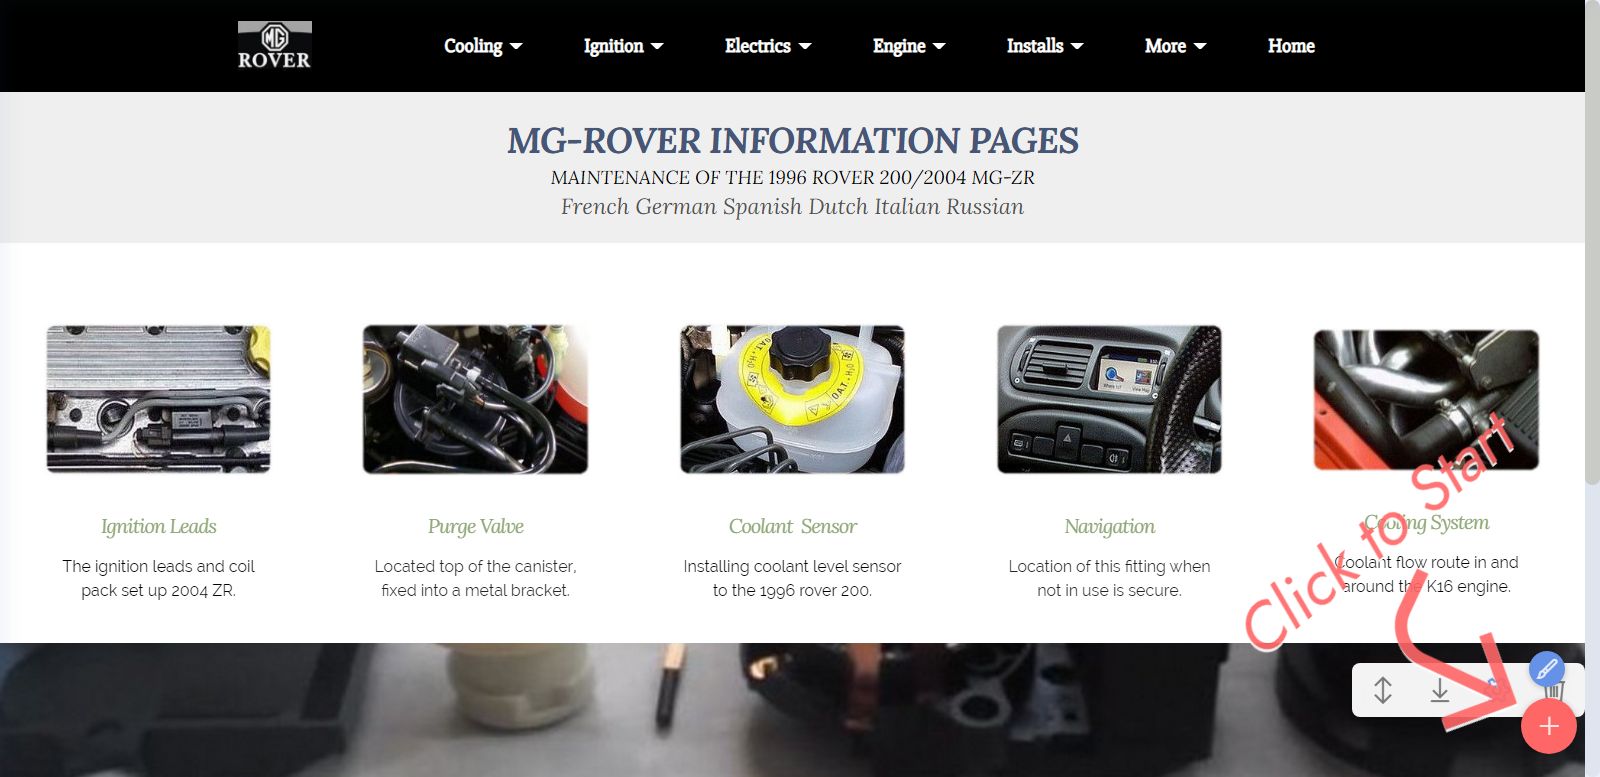 MG
ROVER
Cooling
Ignition
Electrics
Engine
Installs
More
Home
MG-ROVER INFORMATION PAGES
MAINTENANCE OF THE 1996 ROVER 200/2004 MG-ZR
French German Spanish Dutch Italian Russian
Ignition Leads
The ignition leads and coil
pack set up 2004 ZR.
Purge Valve
Located top of the canister,
fixed into a metal bracket.
Coolant Sensor
Installing coolant level sensor
to the 1996 rover 200.
Navigation
Location of this fitting when
not in use is secure.
Cooling System
Coolant flow route in and
around the K16 engine.
Click to Start